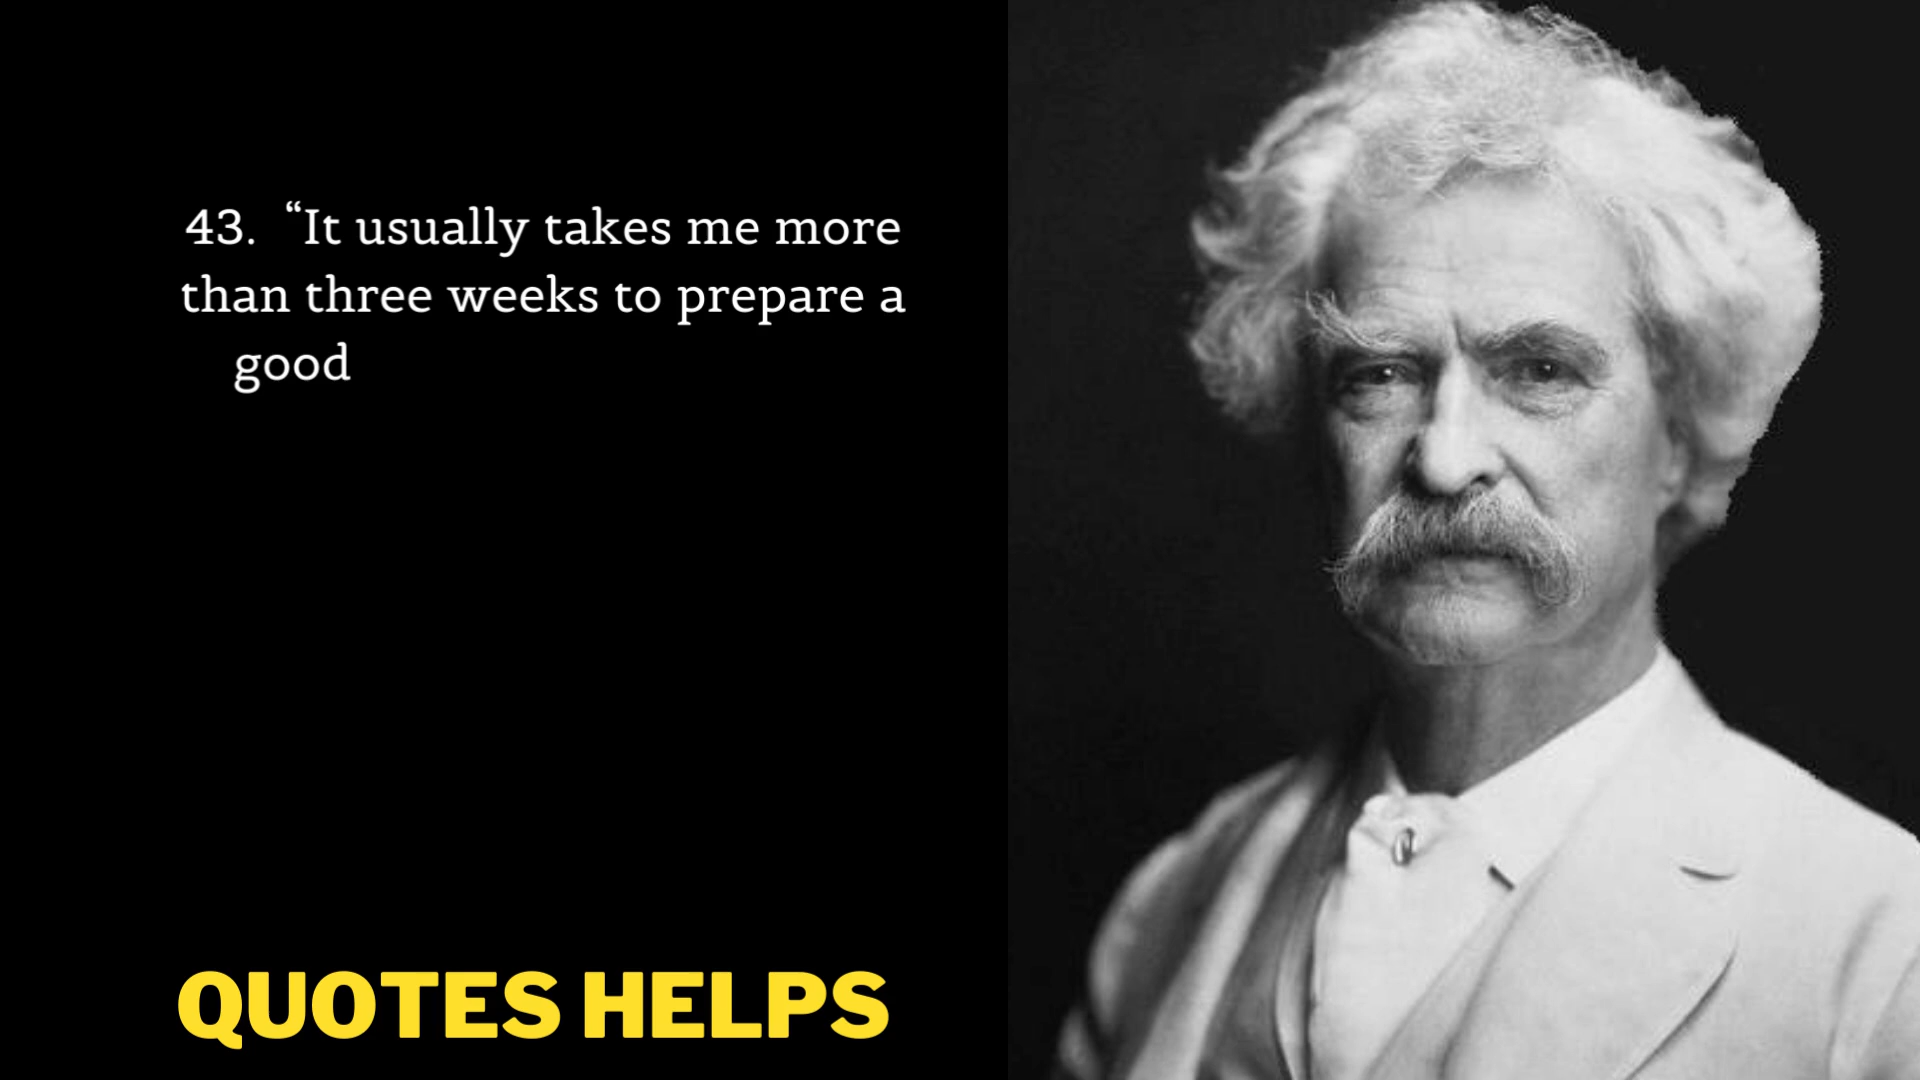 43. “It usually takes me more
than three weeks to prepare a
good
QUOTES HELPS